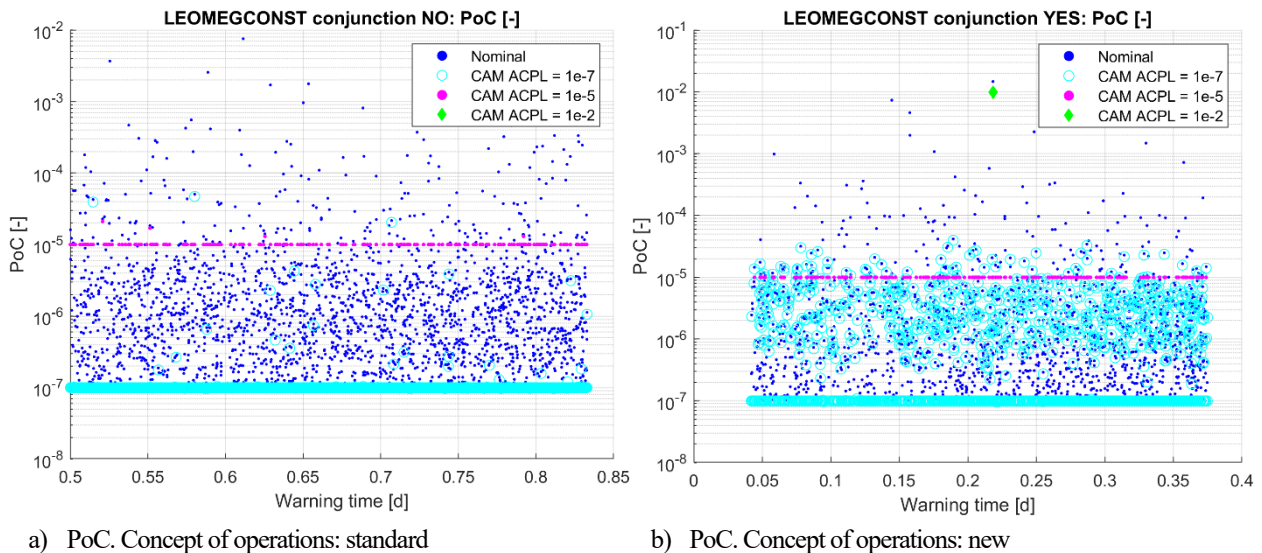 LEOMEGCONST conjunction NO: PoC [-]
10^-2
10^-3
10^-4
10^-5
10^-6
10^-7
10^-8
PoC [-]
Nominal
CAM ACPL = 1e-7
CAM ACPL = 1e-5
CAM ACPL = 1e-2
0.5 0.55 0.6 0.65 0.7 0.75 0.8 0.85
Warning time [d]
a) PoC. Concept of operations: standard
LEOMEGCONST conjunction YES: PoC [-]
10^-1
10^-2
10^-3
10^-4
10^-5
10^-6
10^-7
10^-8
PoC [-]
Nominal
CAM ACPL = 1e-7
CAM ACPL = 1e-5
CAM ACPL = 1e-2
0 0.05 0.1 0.15 0.2 0.25 0.3 0.35 0.4
Warning time [d]
b) PoC. Concept of operations: new